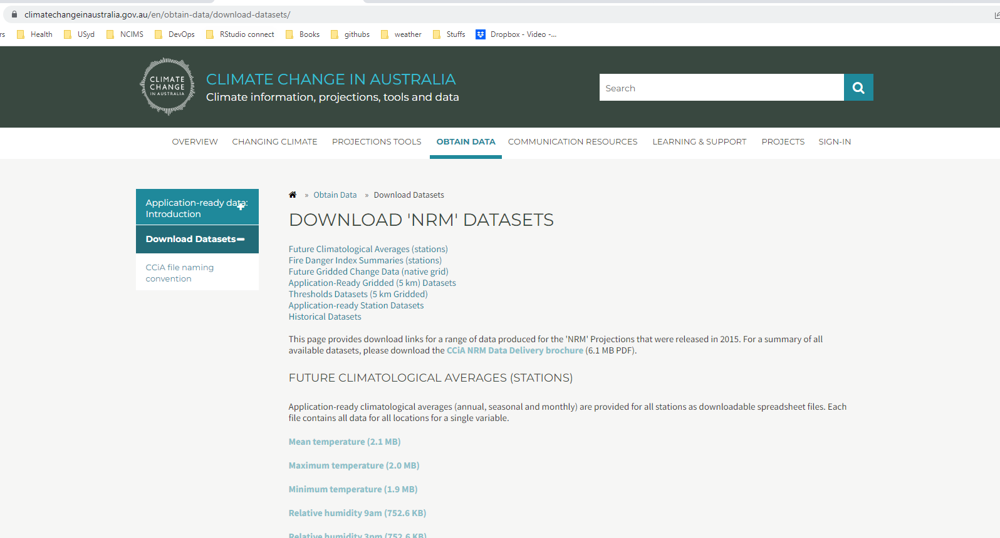 climatechangeinaustralia.gov.au/en/obtain-data/download-datasets/
rs Health USyd NCIMS DevOps RStudio connect Books githubs weather Stuffs Dropbox - Video -...
CLIMATE
CHANGE
IN AUSTRALIA
CLIMATE CHANGE IN AUSTRALIA
Climate information, projections, tools and data
Search
OVERVIEW CHANGING CLIMATE PROJECTIONS TOOLS OBTAIN DATA COMMUNICATION RESOURCES LEARNING & SUPPORT PROJECTS SIGN-IN
Application-ready data:
Introduction
Download Datasets
CCiA file naming
convention
» Obtain Data » Download Datasets
DOWNLOAD 'NRM' DATASETS
Future Climatological Averages (stations)
Fire Danger Index Summaries (stations)
Future Gridded Change Data (native grid)
Application-Ready Gridded (5 km) Datasets
Thresholds Datasets (5 km Gridded)
Application-ready Station Datasets
Historical Datasets
This page provides download links for a range of data produced for the 'NRM' Projections that were released in 2015. For a summary of all
available datasets, please download the CCiA NRM Data Delivery brochure (6.1 MB PDF).
FUTURE CLIMATOLOGICAL AVERAGES (STATIONS)
Application-ready climatological averages (annual, seasonal and monthly) are provided for all stations as downloadable spreadsheet files. Each
file contains all data for all locations for a single variable.
Mean temperature (2.1 MB)
Maximum temperature (2.0 MB)
Minimum temperature (1.9 MB)
Relative humidity 9am (752.6 KB)
Relative humidity 3pm (752.6 KB)